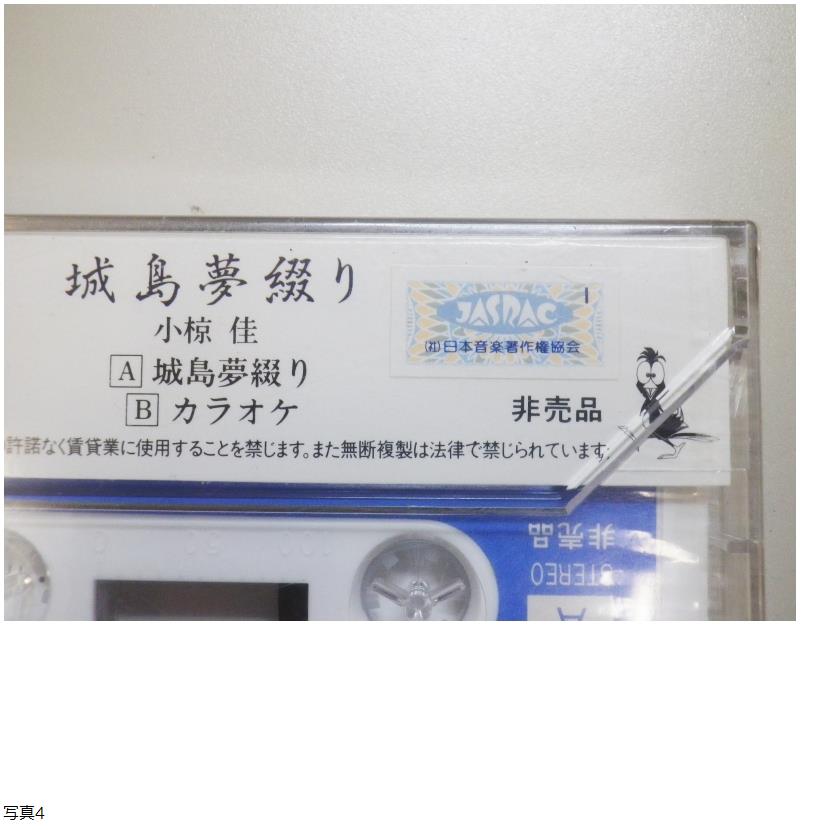 城島夢綴り
小椋 佳
A 城島夢綴り
B カラオケ
JASRAC
I
(社)日本音楽著作権協会
非売品
許諾なく賃貸業に使用することを禁じます。また無断複製は法律で禁じられています。
非売品
STEREO
A
100 50 0
写真4